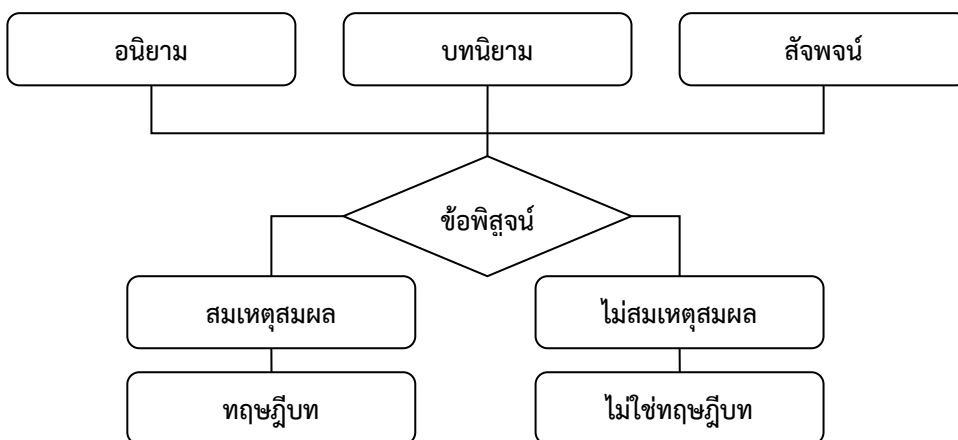 อนิยาม
บทนิยาม
สัจพจน์
ข้อพิสูจน์
สมเหตุสมผล
ไม่สมเหตุสมผล
ทฤษฎีบท
ไม่ใช่ทฤษฎีบท